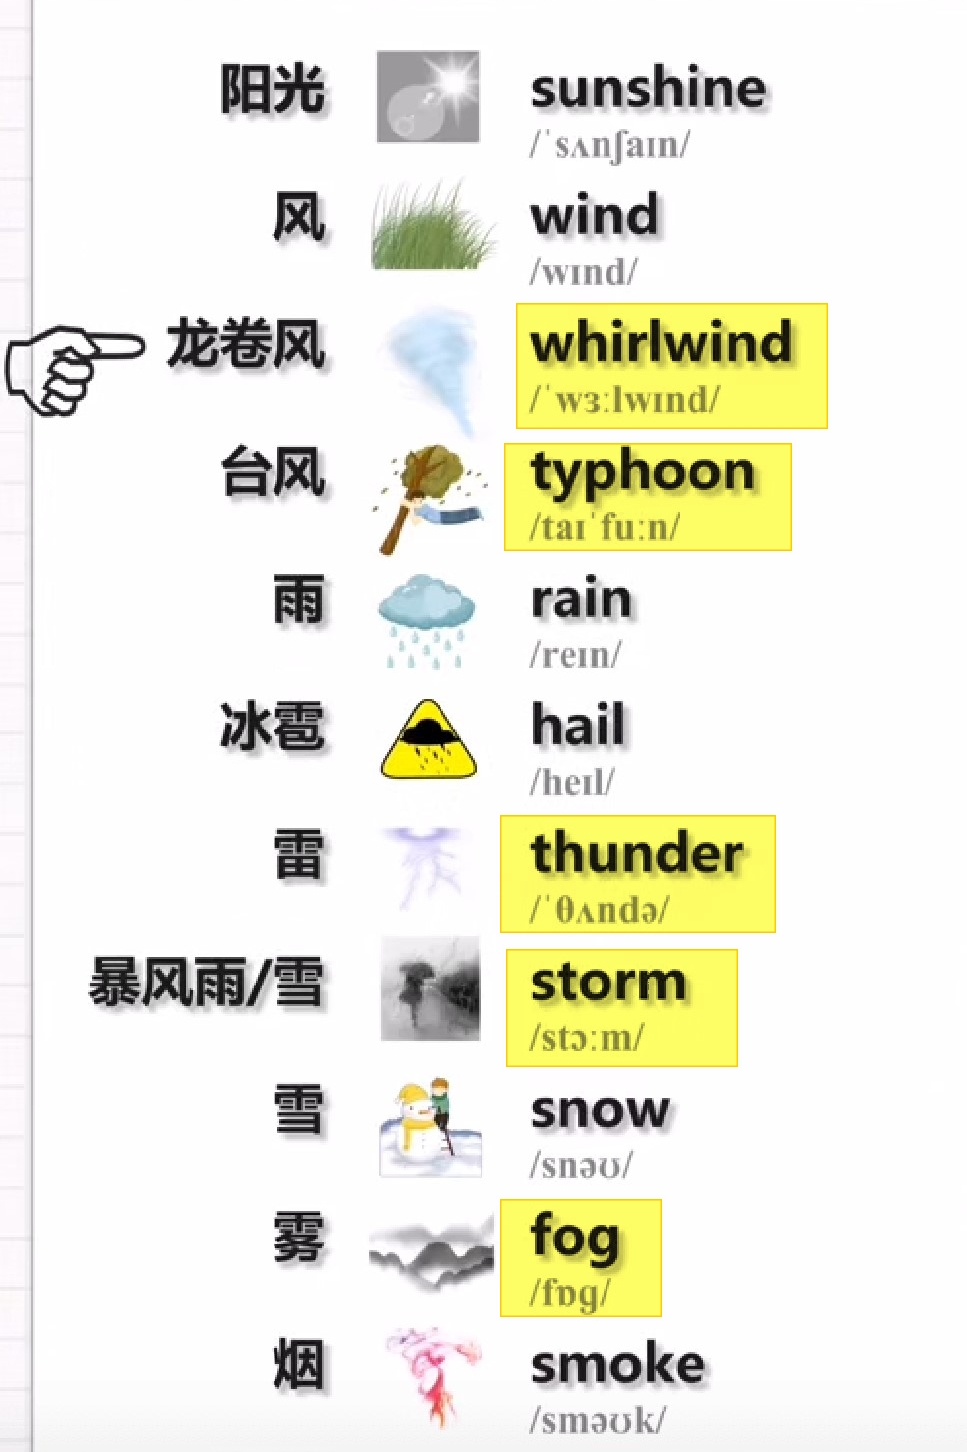 阳光 sunshine
/ˈsʌnʃaɪn/
风 wind
/wɪnd/
龙卷风 whirlwind
/ˈwɜːlwɪnd/
台风 typhoon
/taɪˈfuːn/
雨 rain
/reɪn/
冰雹 hail
/heɪl/
雷 thunder
/ˈθʌndə/
暴风雨/雪 storm
/stɔːm/
雪 snow
/snəʊ/
雾 fog
/fɒg/
烟 smoke
/sməʊk/